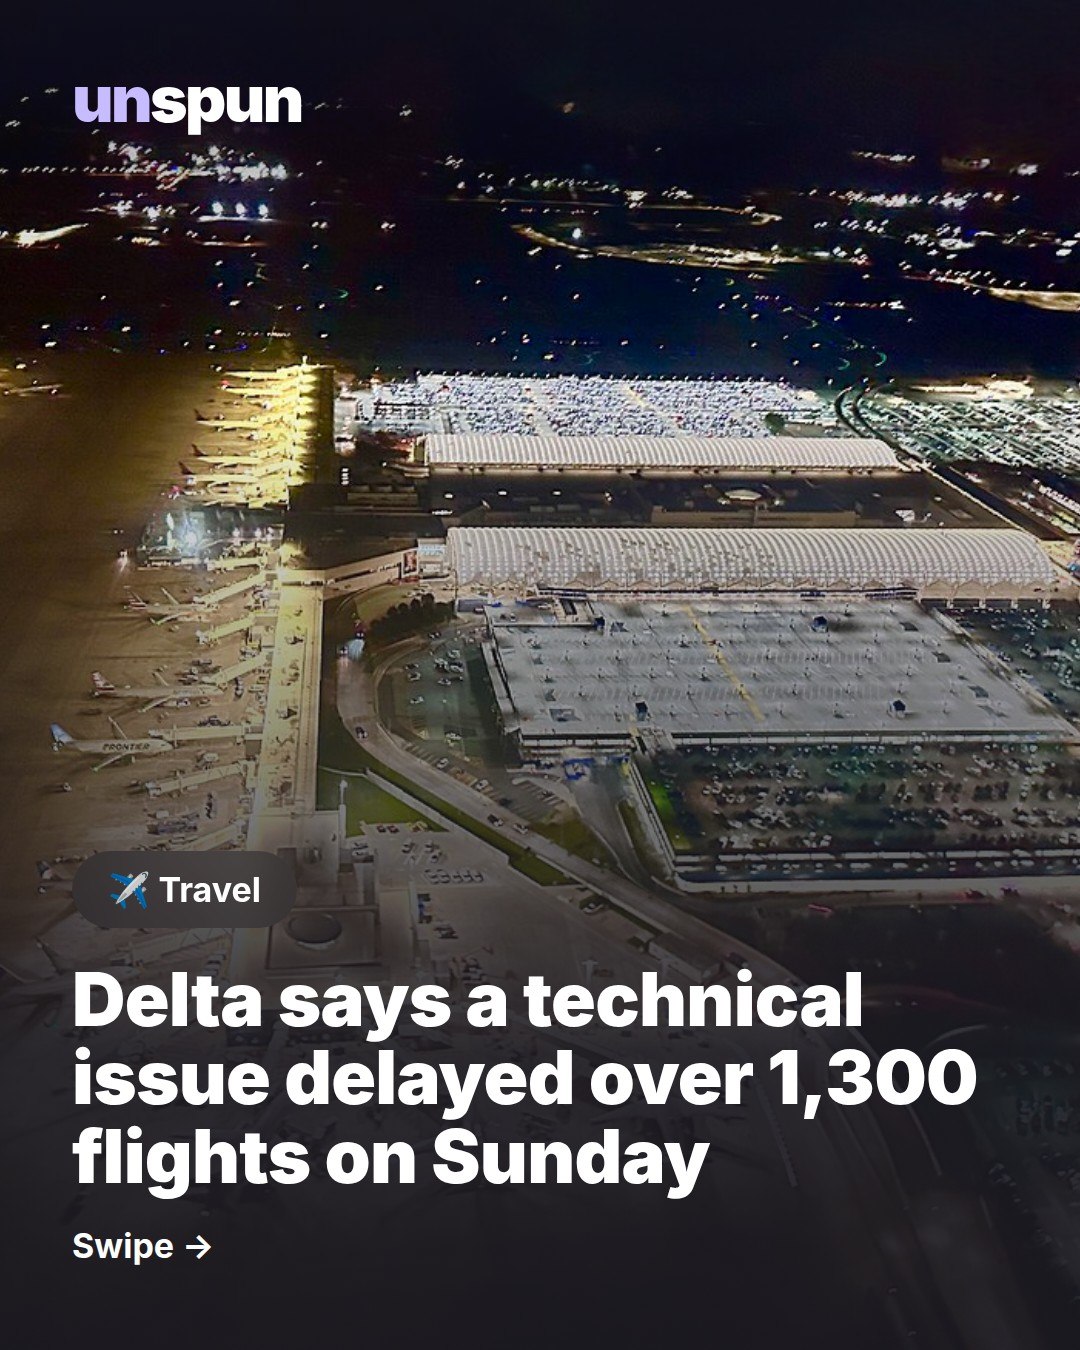 unspun
FRONTIER
✈️ Travel
Delta says a technical
issue delayed over 1,300
flights on Sunday
Swipe →